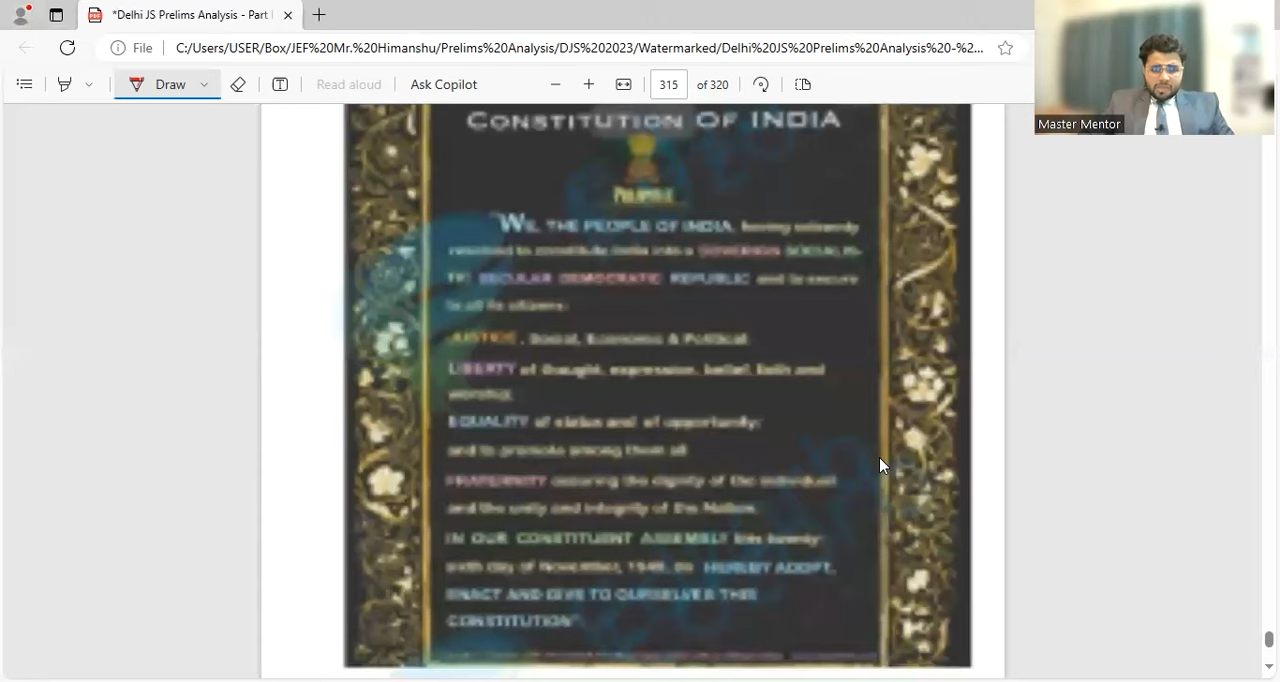 *Delhi JS Prelims Analysis - Part
File C:/Users/USER/Box/JEF%20Mr.%20Himanshu/Prelims%20Analysis/DJS%202023/Watermarked/Delhi%20JS%20Prelims%20Analysis%20-%2...
Draw Read aloud Ask Copilot 315 of 320
Master Mentor
CONSTITUTION OF INDIA
WE, THE PEOPLE OF INDIA, having solemnly
resolved to constitute India into a SOVEREIGN SOCIALIS-
TIC SECULAR DEMOCRATIC REPUBLIC and to secure
to all its citizens:
JUSTICE, Social, Economic & Political;
LIBERTY of thought, expression, belief, faith and
worship;
EQUALITY of status and of opportunity;
and to promote among them all
FRATERNITY assuring the dignity of the individual
and the unity and integrity of the Nation.
IN OUR CONSTITUENT ASSEMBLY this twenty-
sixth day of November, 1949, do HEREBY ADOPT,
ENACT AND GIVE TO OURSELVES THIS
CONSTITUTION".